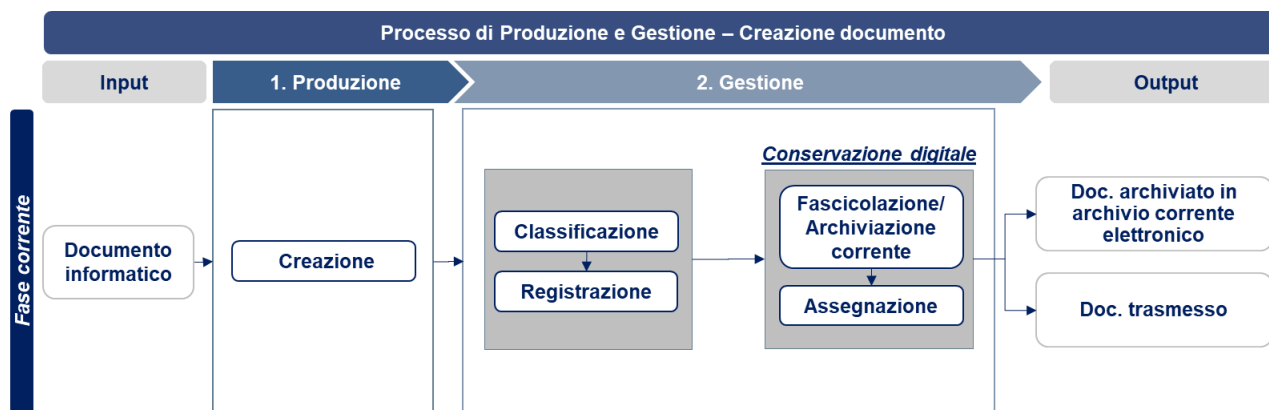 Processo di Produzione e Gestione – Creazione documento
Input
1. Produzione
2. Gestione
Output
Fase corrente
Documento
informatico
Creazione
Classificazione
Registrazione
Conservazione digitale
Fascicolazione/
Archiviazione
corrente
Assegnazione
Doc. archiviato in
archivio corrente
elettronico
Doc. trasmesso